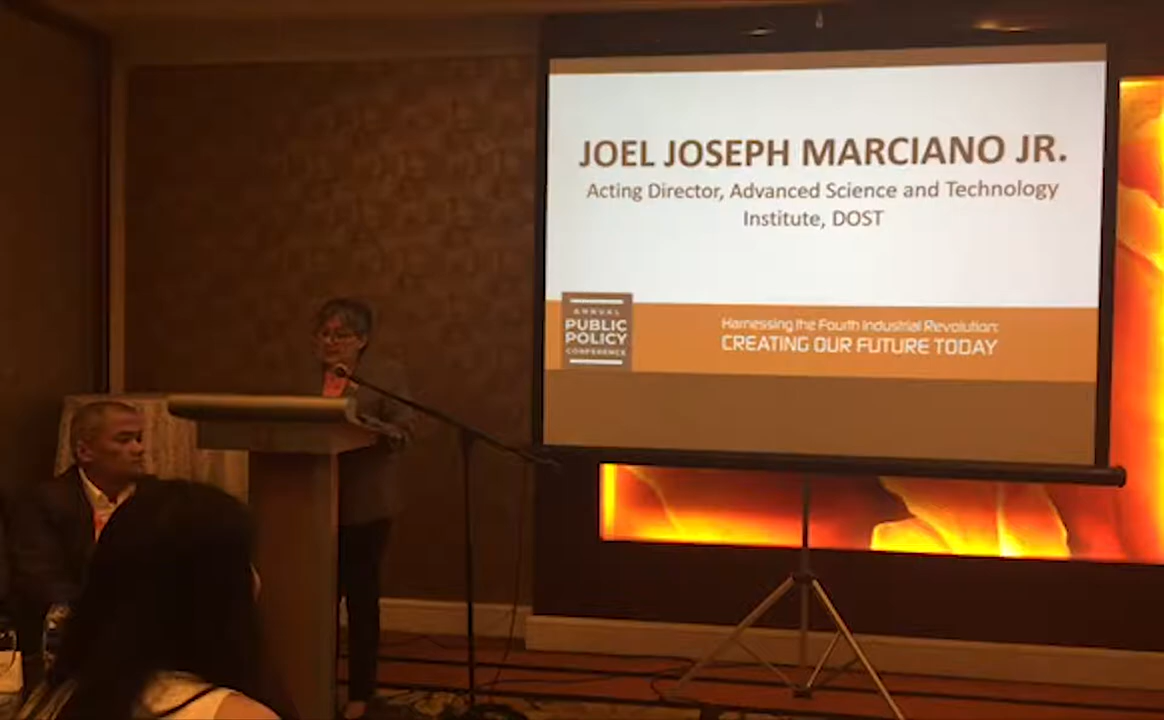 JOEL JOSEPH MARCIANO JR.
Acting Director, Advanced Science and Technology
Institute, DOST
ANNUAL
PUBLIC
POLICY
CONFERENCE
Harnessing the Fourth Industrial Revolution:
CREATING OUR FUTURE TODAY